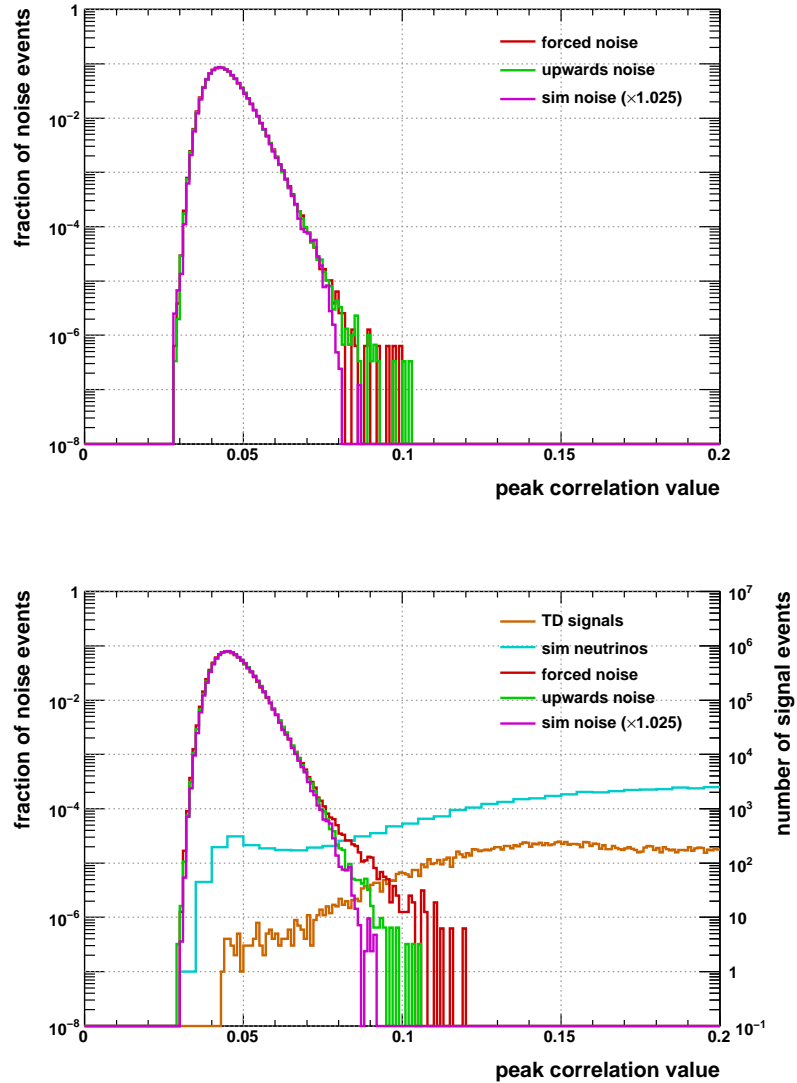 fraction of noise events
1
10⁻²
10⁻⁴
10⁻⁶
10⁻⁸
forced noise
upwards noise
sim noise (×1.025)
0 0.05 0.1 0.15 0.2
peak correlation value
fraction of noise events
1
10⁻²
10⁻⁴
10⁻⁶
10⁻⁸
TD signals
sim neutrinos
forced noise
upwards noise
sim noise (×1.025)
10⁷
10⁶
10⁵
10⁴
10³
10²
10
1
10⁻¹
number of signal events
0 0.05 0.1 0.15 0.2
peak correlation value